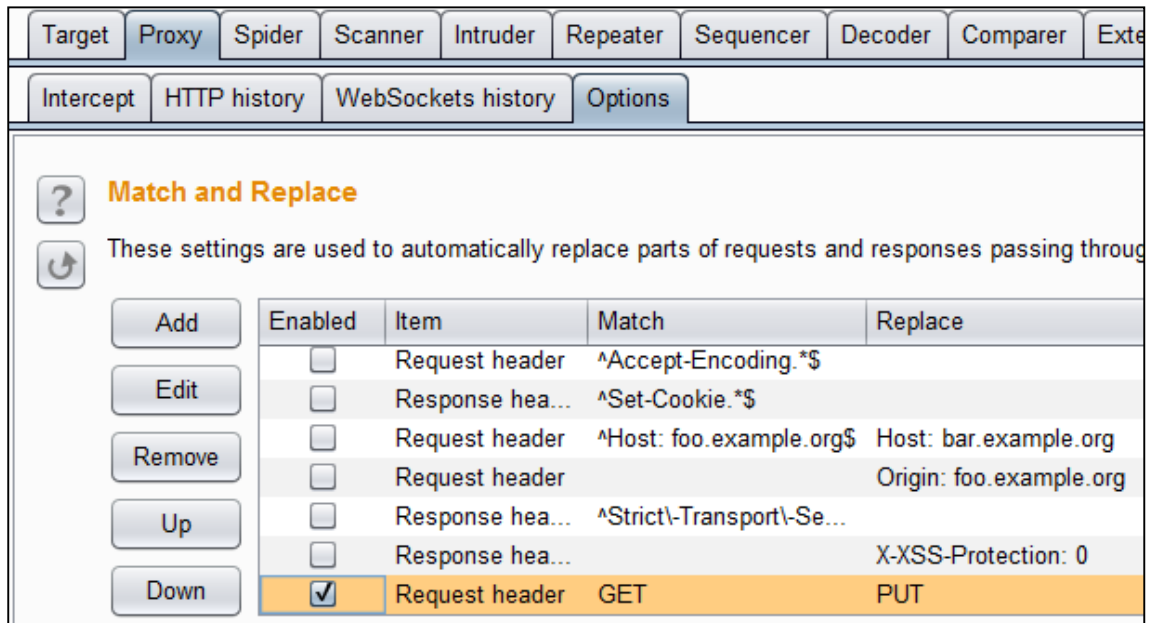 Target Proxy Spider Scanner Intruder Repeater Sequencer Decoder Comparer Exte
Intercept HTTP history WebSockets history Options
? Match and Replace
These settings are used to automatically replace parts of requests and responses passing throug
Add Enabled Item Match Replace
Request header ^Accept-Encoding.*$
Edit Response hea... ^Set-Cookie.*$
Request header ^Host: foo.example.org$ Host: bar.example.org
Remove
Request header Origin: foo.example.org
Up Response hea... ^Strict\-Transport\-Se...
Response hea... X-XSS-Protection: 0
Down Request header GET PUT